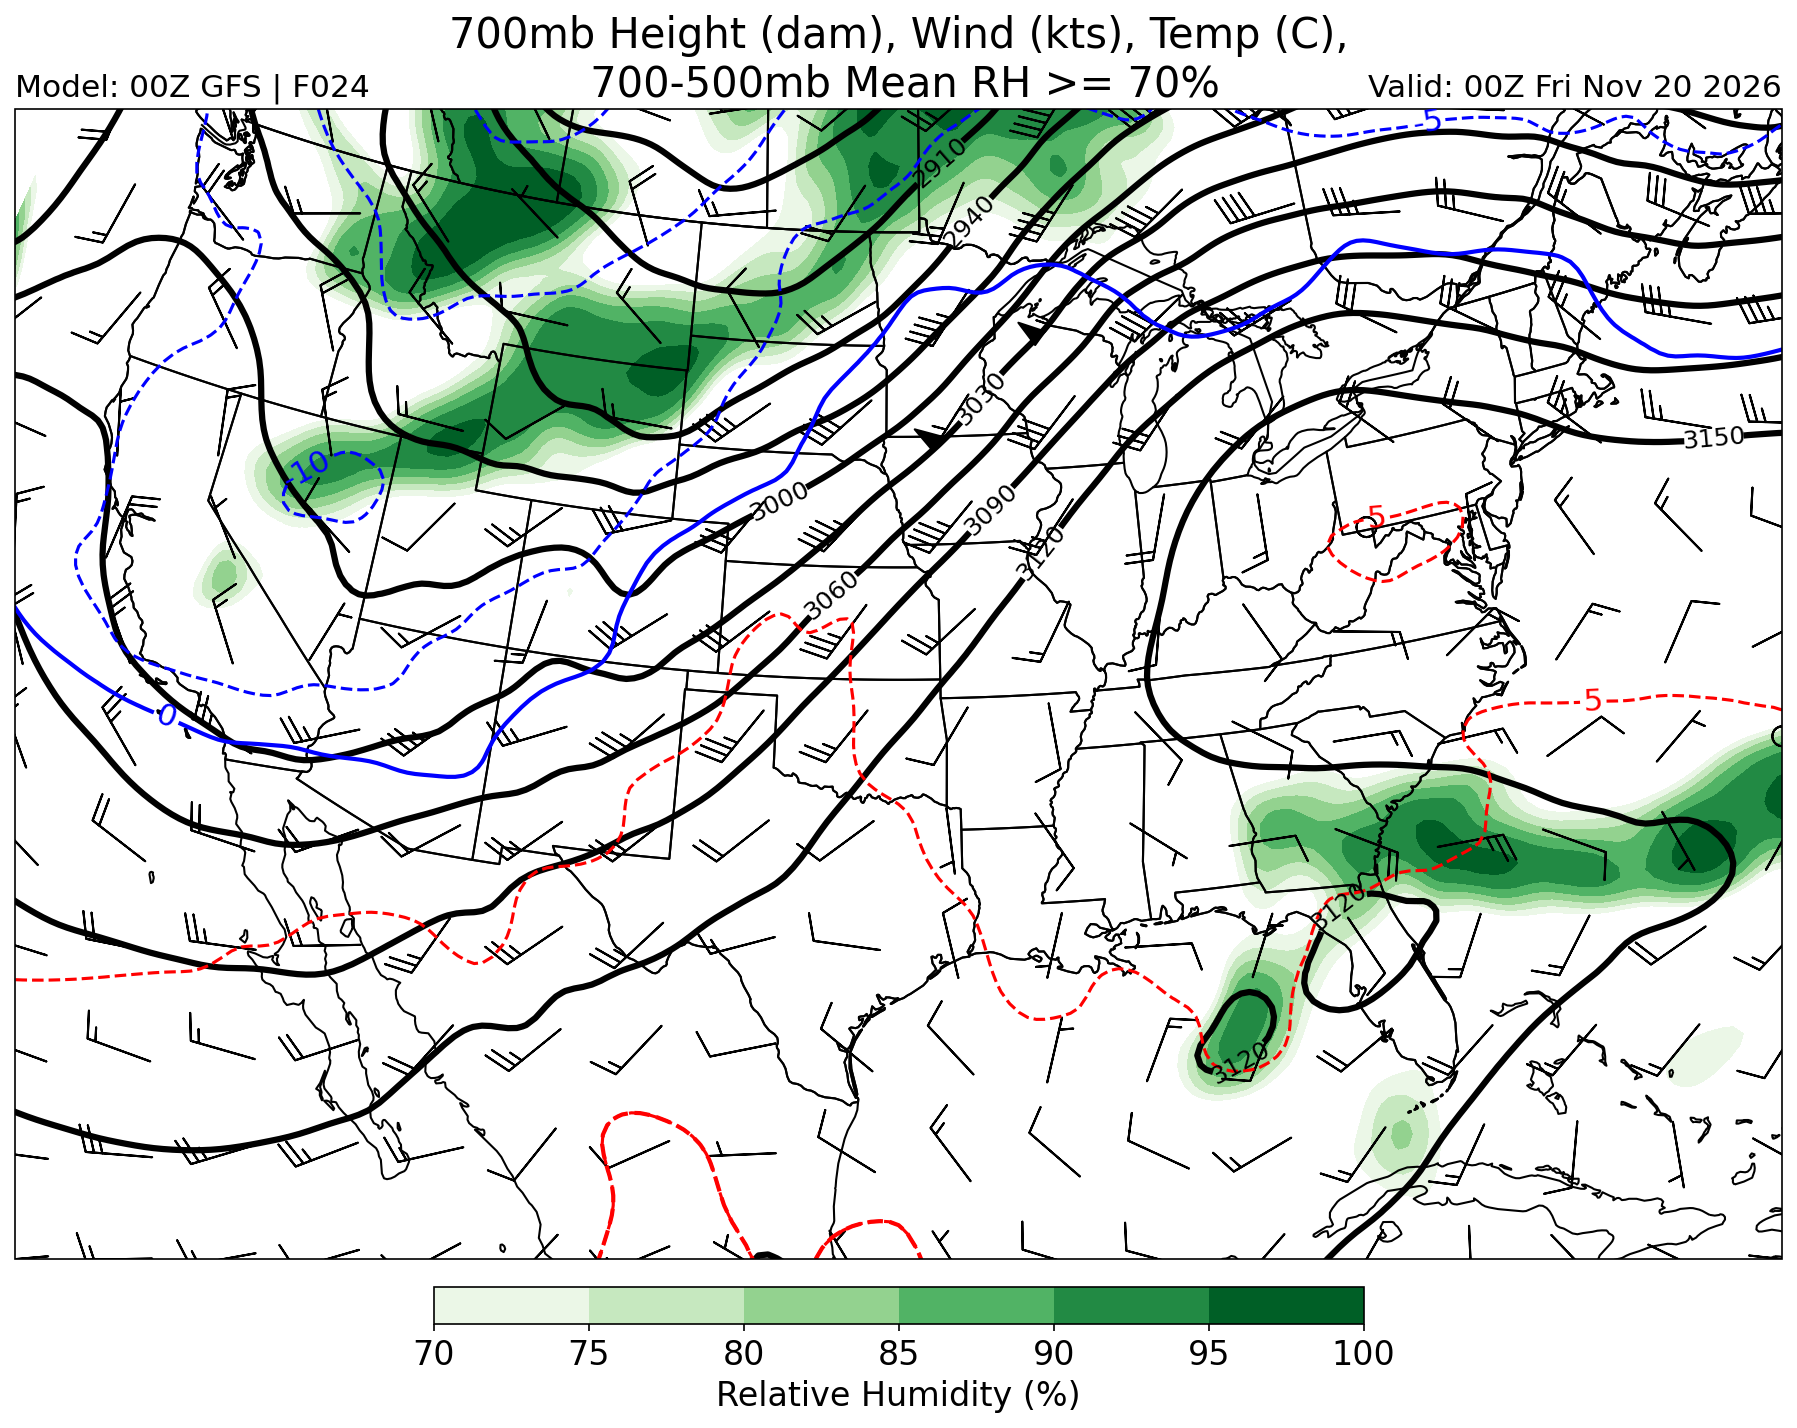 700mb Height (dam), Wind (kts), Temp (C),
700-500mb Mean RH >= 70%
Model: 00Z GFS | F024
Valid: 00Z Fri Nov 20 2026
-5
2910
2940
3030
3150
-10
3000
3090
5
3120
3060
5
0
3120
3120
70 75 80 85 90 95 100
Relative Humidity (%)